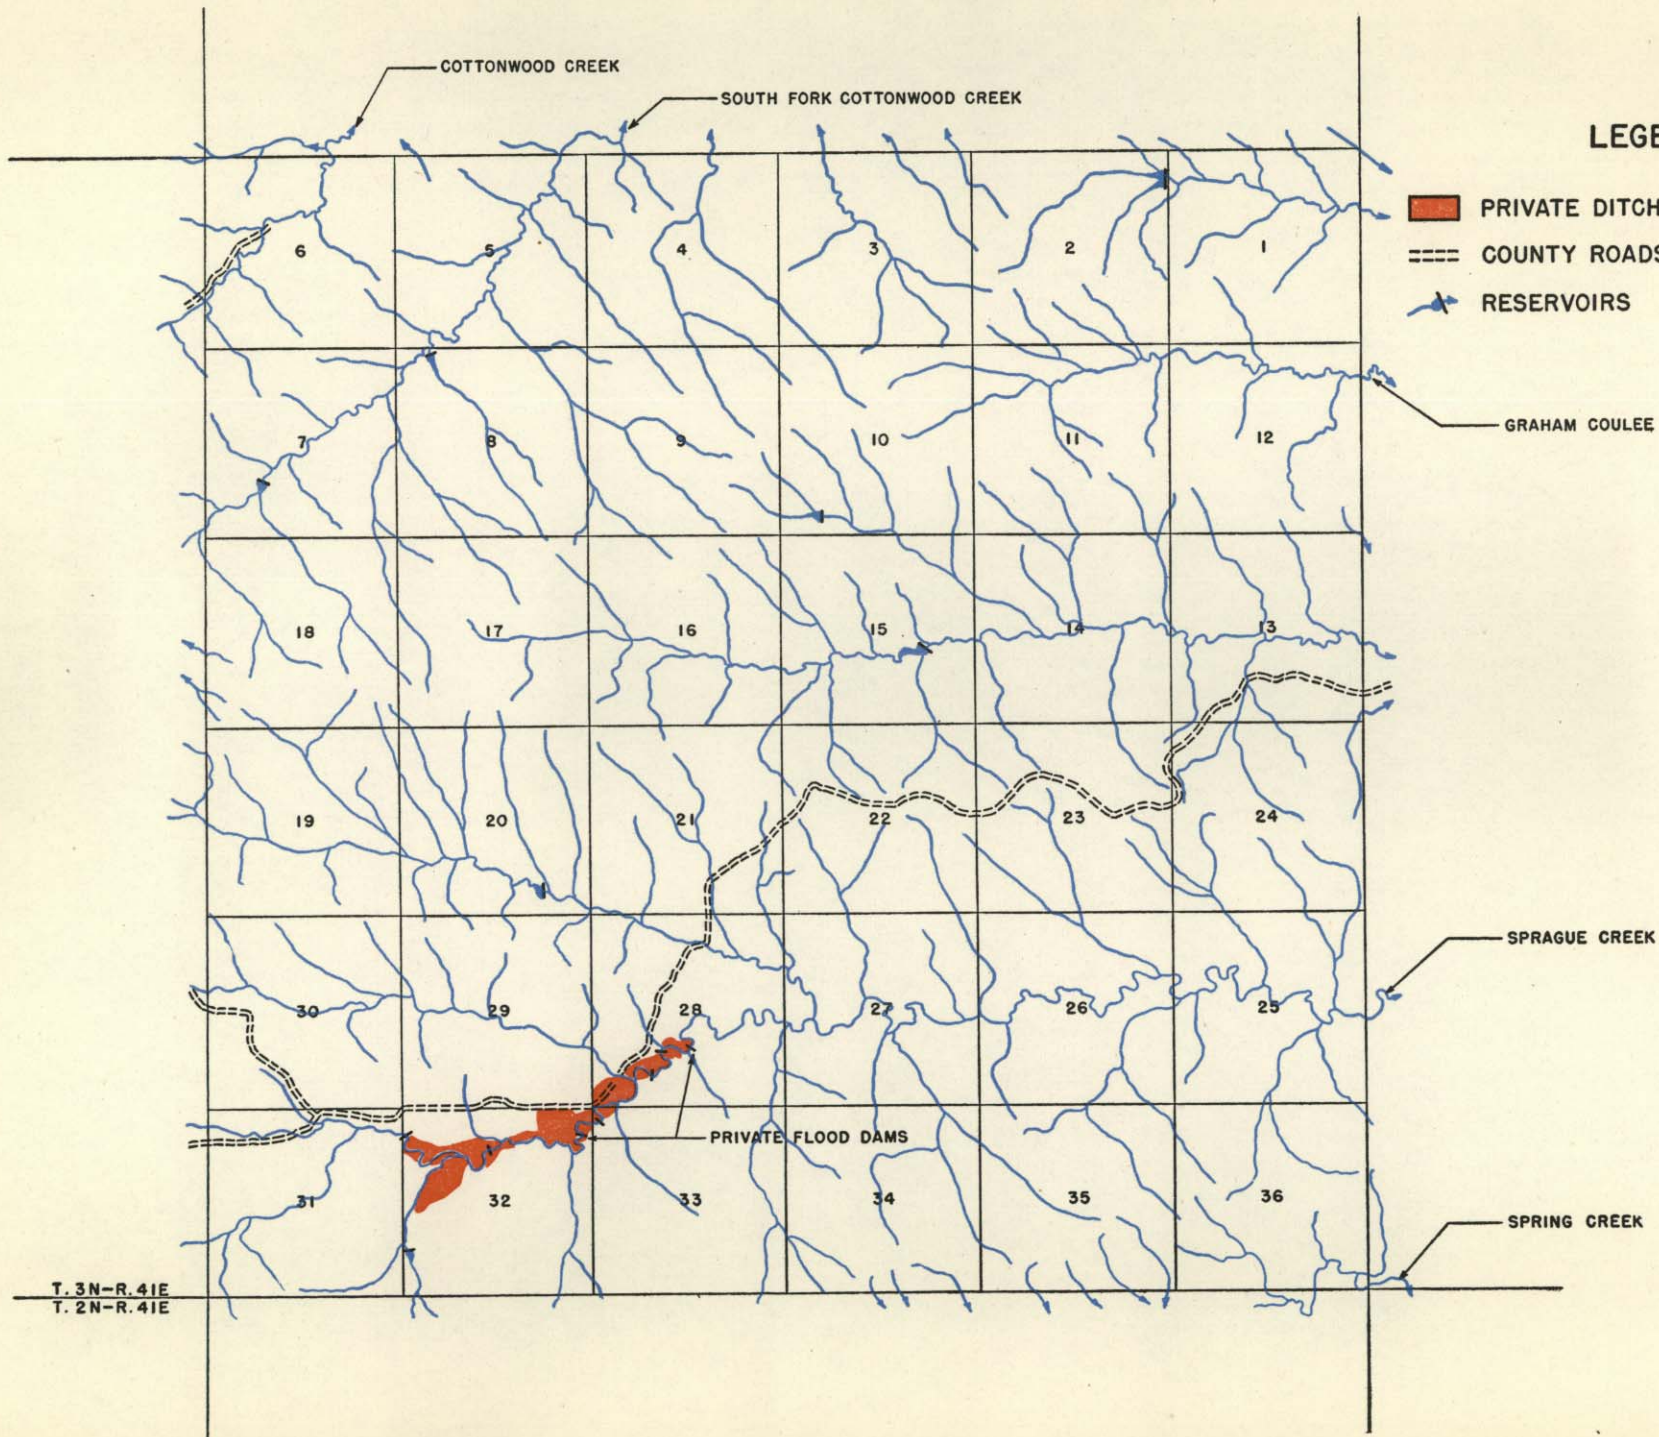 COTTONWOOD CREEK
SOUTH FORK COTTONWOOD CREEK
LEGE
PRIVATE DITCH
COUNTY ROADS
RESERVOIRS
6 5 4 3 2 1
GRAHAM COULEE
7 8 9 10 11 12
18 17 16 15 14 13
19 20 21 22 23 24
SPRAGUE CREEK
30 29 28 27 26 25
PRIVATE FLOOD DAMS
31 32 33 34 35 36
SPRING CREEK
T. 3N-R. 41E
T. 2N-R. 41E